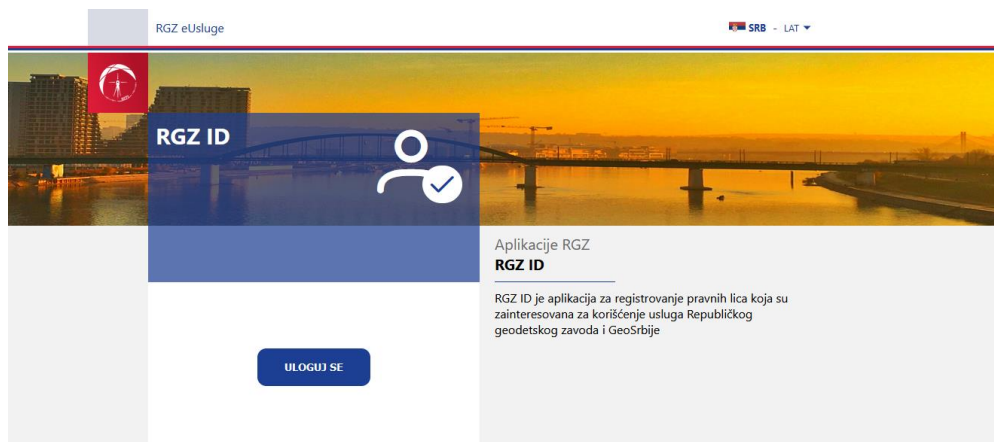 RGZ eUsluge
SRB - LAT
RGZ ID
Aplikacije RGZ
RGZ ID
RGZ ID je aplikacija za registrovanje pravnih lica koja su
zainteresovana za korišćenje usluga Republičkog
geodetskog zavoda i GeoSrbije
ULOGUJ SE